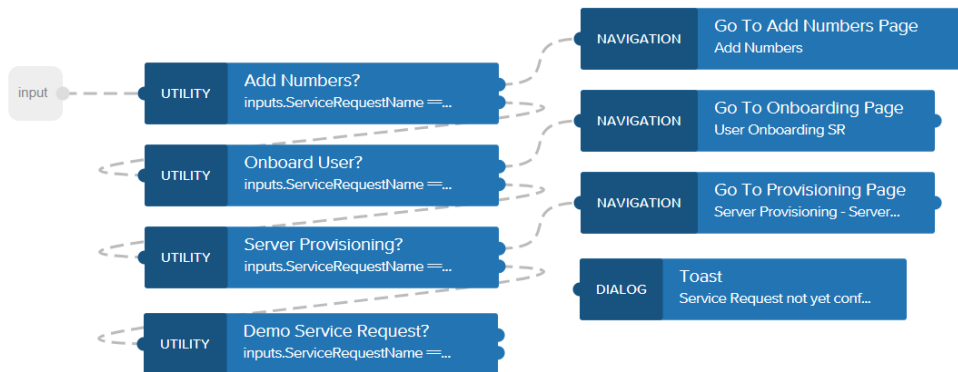 input
UTILITY
Add Numbers?
inputs.ServiceRequestName ==...
NAVIGATION
Go To Add Numbers Page
Add Numbers
UTILITY
Onboard User?
inputs.ServiceRequestName ==...
NAVIGATION
Go To Onboarding Page
User Onboarding SR
UTILITY
Server Provisioning?
inputs.ServiceRequestName ==...
NAVIGATION
Go To Provisioning Page
Server Provisioning - Server...
UTILITY
Demo Service Request?
inputs.ServiceRequestName ==...
DIALOG
Toast
Service Request not yet conf...